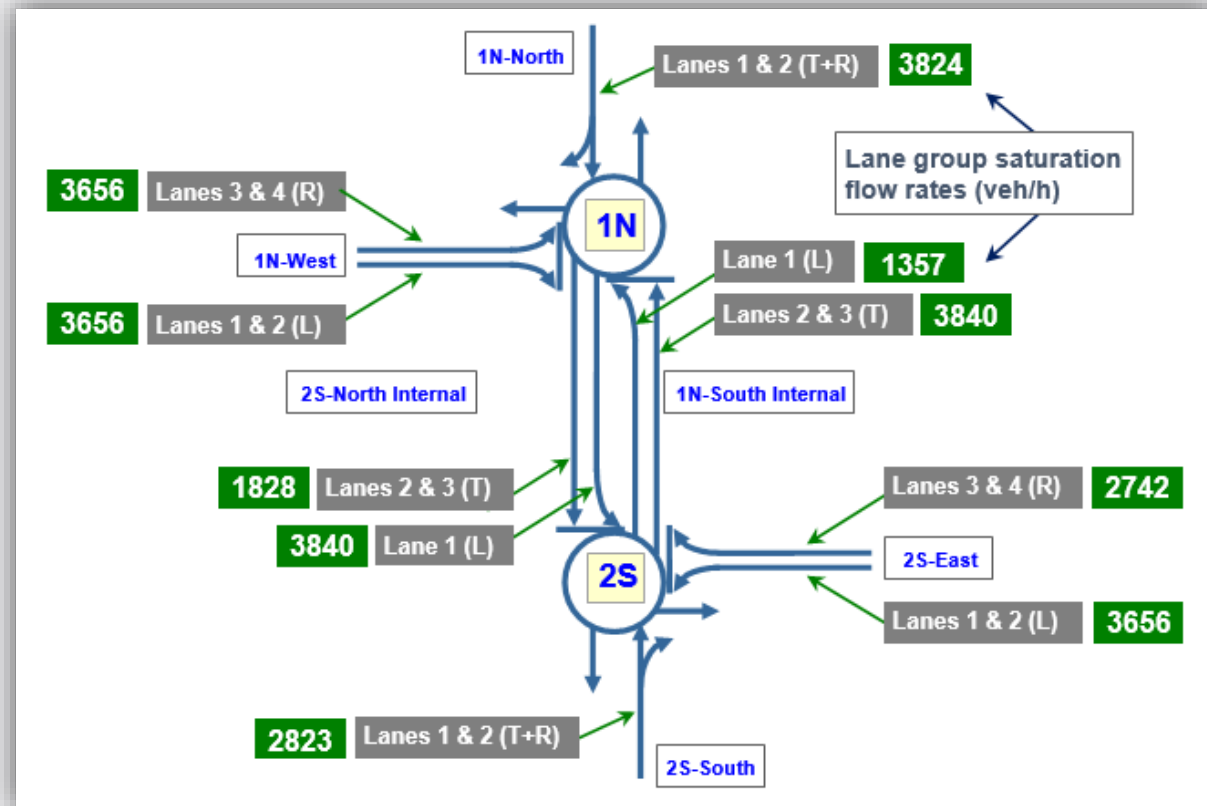 1N-North
Lanes 1 & 2 (T+R) 3824
Lane group saturation
flow rates (veh/h)
3656 Lanes 3 & 4 (R)
1N
1N-West
Lane 1 (L) 1357
3656 Lanes 1 & 2 (L)
Lanes 2 & 3 (T) 3840
2S-North Internal
1N-South Internal
1828 Lanes 2 & 3 (T)
Lanes 3 & 4 (R) 2742
3840 Lane 1 (L)
2S-East
2S
Lanes 1 & 2 (L) 3656
2823 Lanes 1 & 2 (T+R)
2S-South